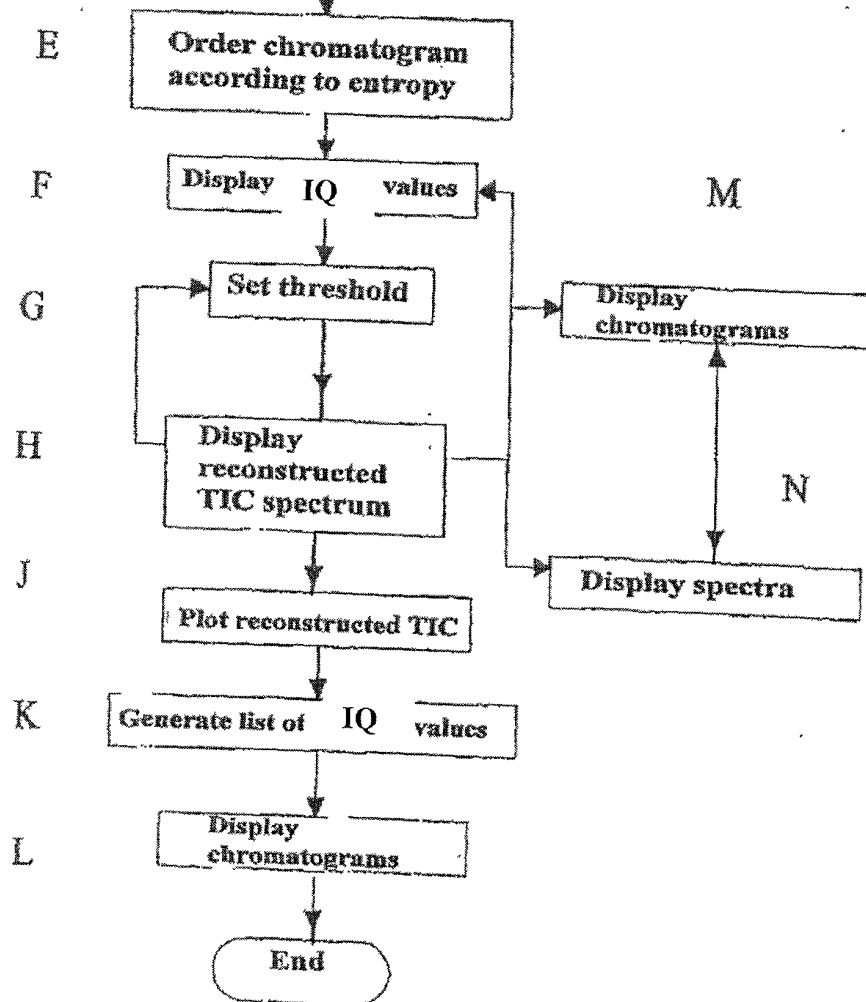 E
Order chromatogram
according to entropy
F
Display IQ values
M
G
Set threshold
Display
chromatograms
H
Display
reconstructed
TIC spectrum
N
J
Display spectra
Plot reconstructed TIC
K
Generate list of IQ values
L
Display
chromatograms
End